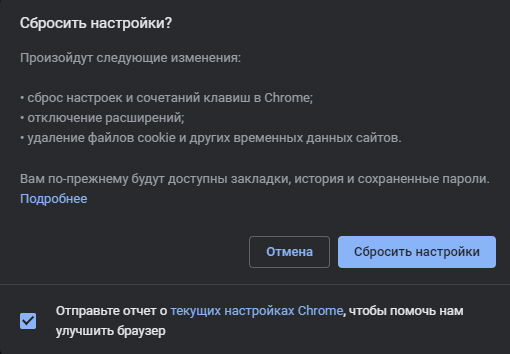 Сбросить настройки?
Произойдут следующие изменения:
• сброс настроек и сочетаний клавиш в Chrome;
• отключение расширений;
• удаление файлов cookie и других временных данных сайтов.
Вам по-прежнему будут доступны закладки, история и сохраненные пароли.
Подробнее
Отмена
Сбросить настройки
Отправьте отчет о текущих настройках Chrome, чтобы помочь нам
улучшить браузер